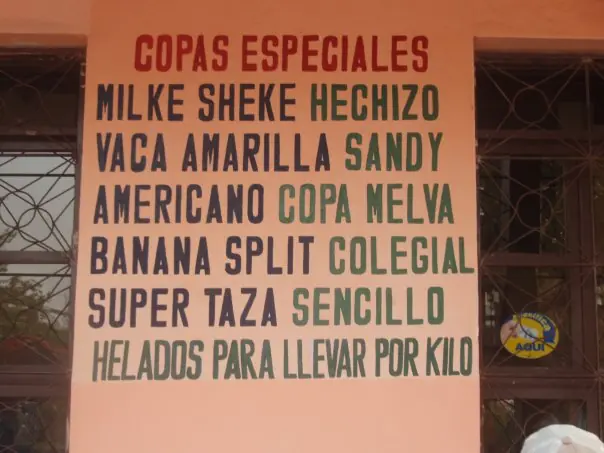 COPAS ESPECIALES
MILKE SHEKE HECHIZO
VACA AMARILLA SANDY
AMERICANO COPA MELVA
BANANA SPLIT COLEGIAL
SUPER TAZA SENCILLO
HELADOS PARA LLEVAR POR KILO
AQUI